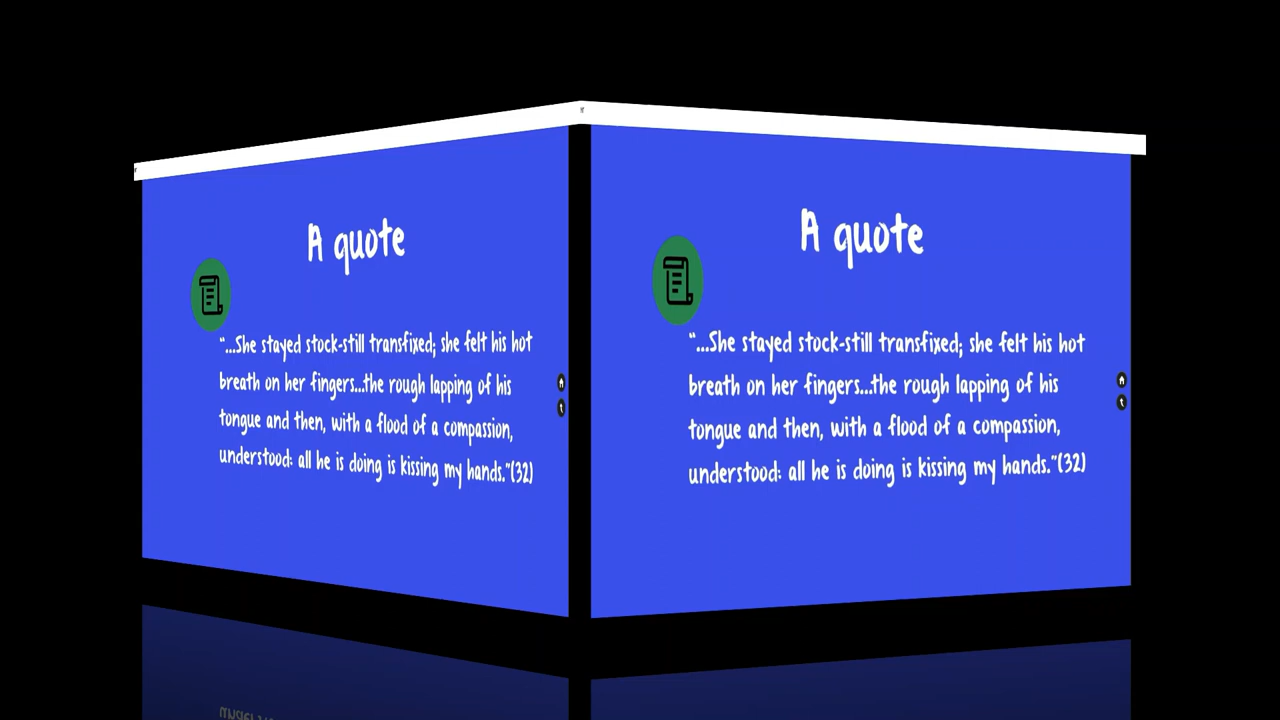 A quote
“...She stayed stock-still transfixed; she felt his hot
breath on her fingers...the rough lapping of his
tongue and then, with a flood of a compassion,
understood: all he is doing is kissing my hands.”(32)
A quote
“...She stayed stock-still transfixed; she felt his hot
breath on her fingers...the rough lapping of his
tongue and then, with a flood of a compassion,
understood: all he is doing is kissing my hands.”(32)